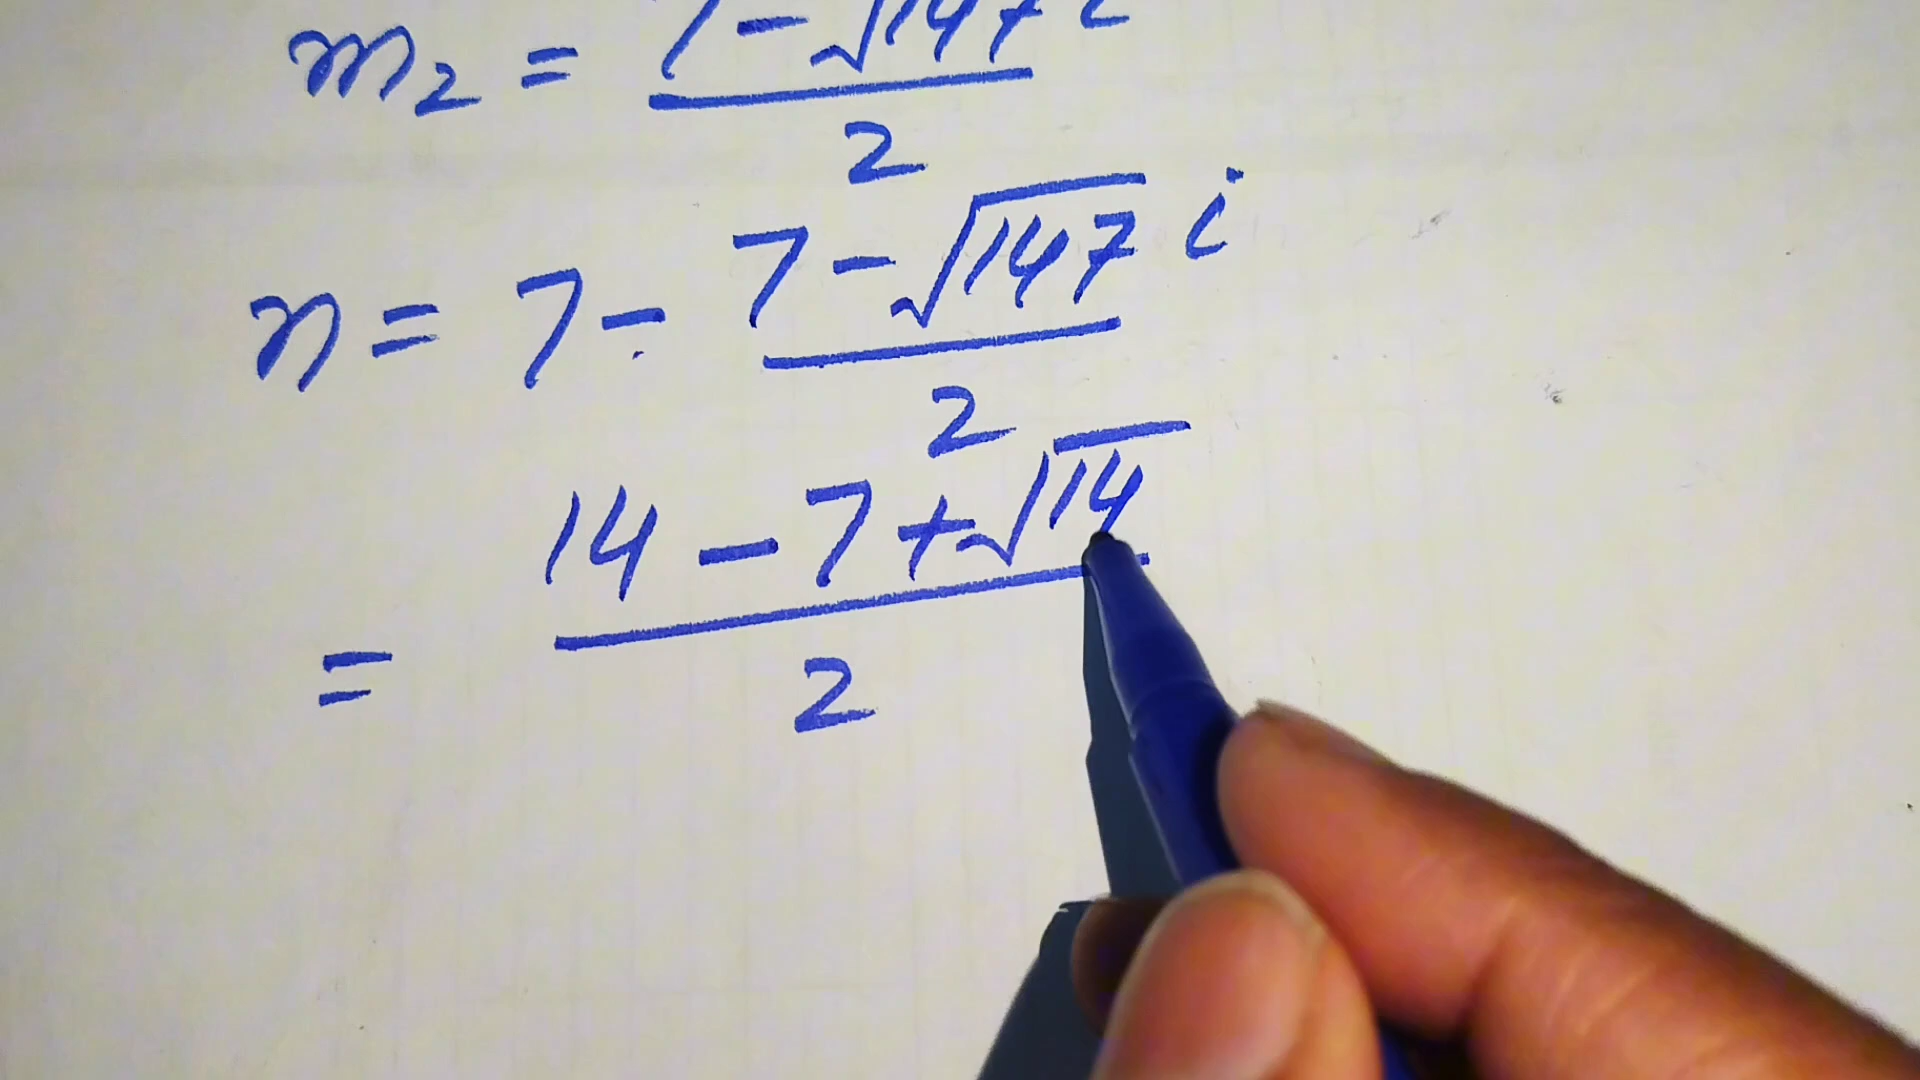 m₂ = (7 - √147 i) / 2
n = 7 - (7 - √147 i) / 2
= (14 - 7 + √14) / 2